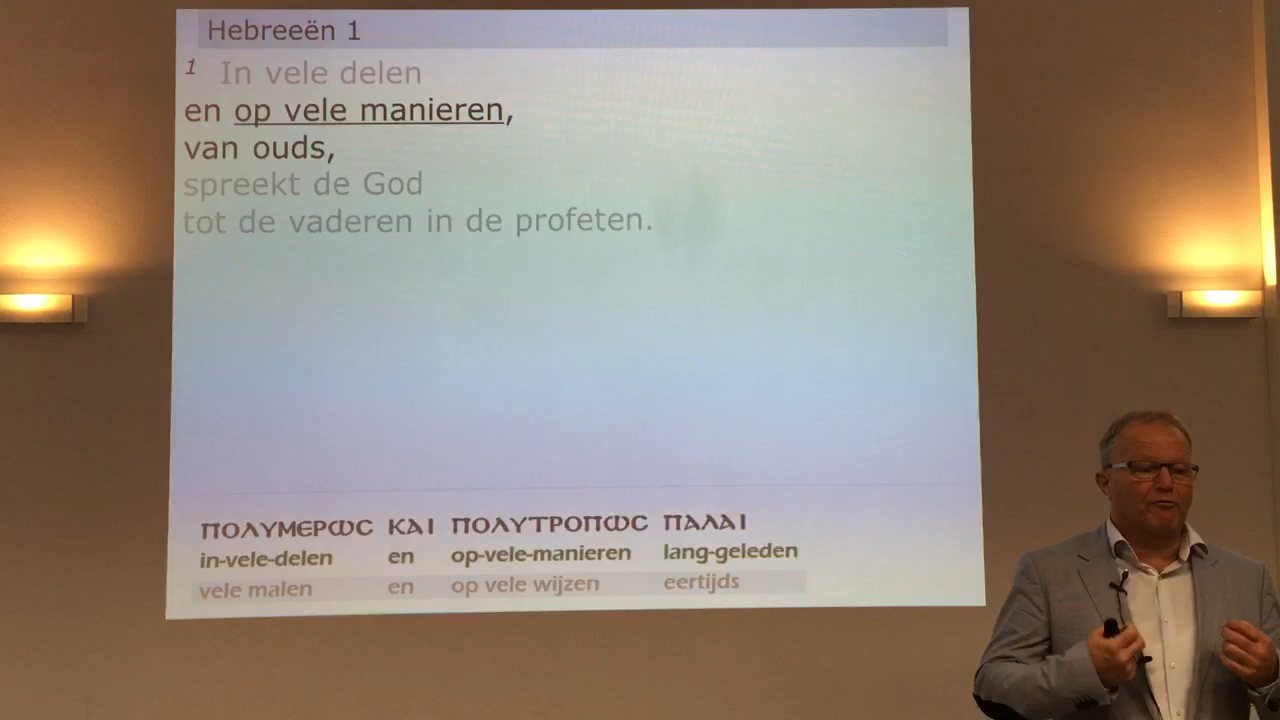 Hebreeën 1
1 In vele delen
en op vele manieren,
van ouds,
spreekt de God
tot de vaderen in de profeten.
ΠΟΛΥΜΕΡΩϹ ΚΑΙ ΠΟΛΥΤΡΟΠΩϹ ΠΑΛΑΙ
in-vele-delen en op-vele-manieren lang-geleden
vele malen en op vele wijzen eertijds